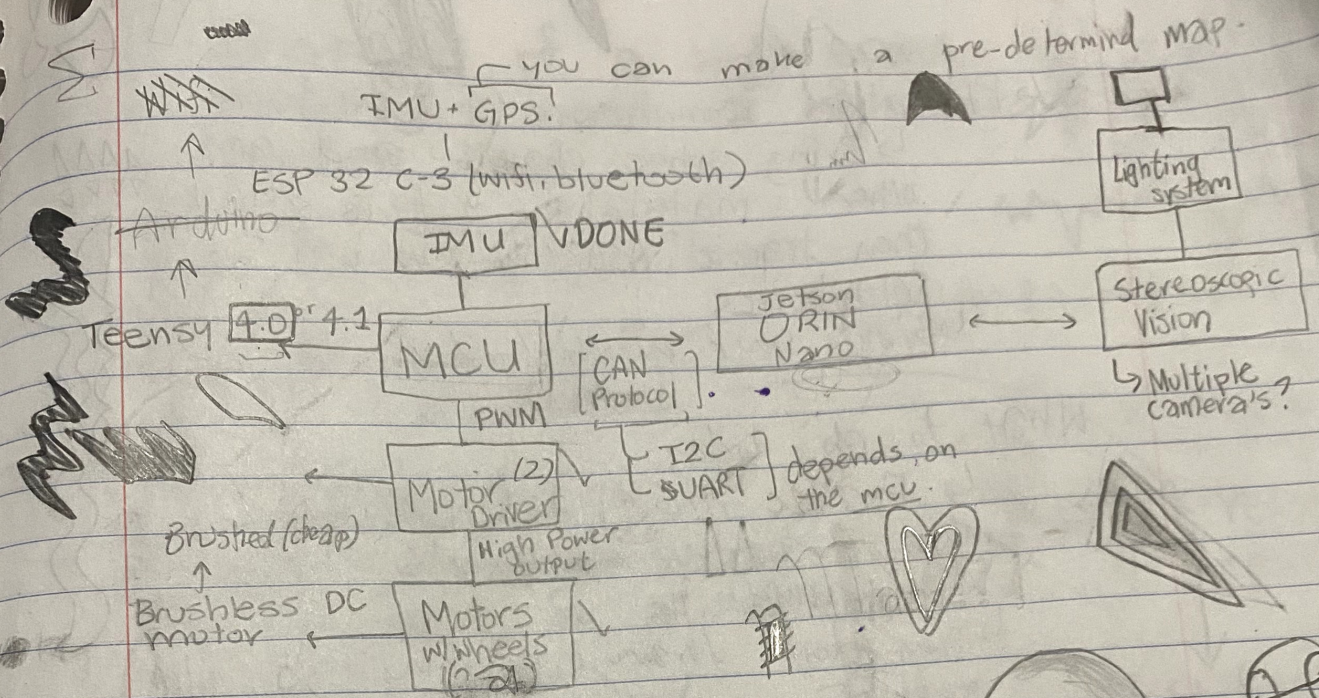 you can make a pre-determind map.
Wifi
IMU + GPS!
ESP 32 C-3 (wifi, bluetooth)
Lighting
system
Arduino
IMU
DONE
Stereoscopic
Vision
Teensy 4.0 or 4.1
MCU
Jetson
ORIN
Nano
[CAN
Protocol].
↳ Multiple
camera's?
PWM
Motor (2)
Driver
I2C
UART
depends on
the mcu.
Brushed (cheap)
High Power
output
Brushless DC
motor
Motors
w/wheels